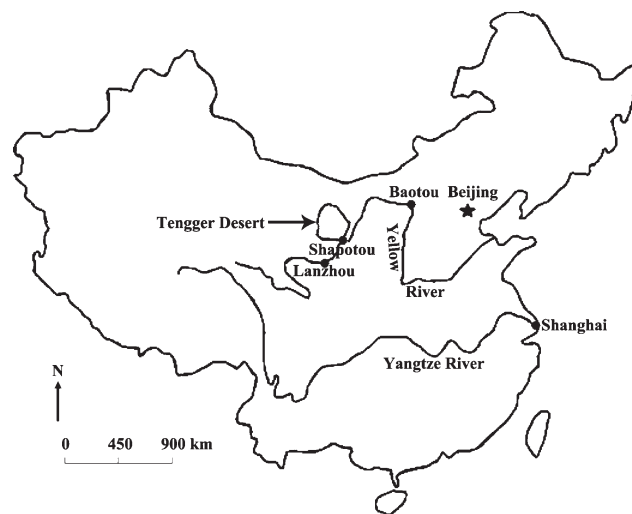 Baotou
Beijing
Tengger Desert
Yellow
Shapotou
Lanzhou
River
Shanghai
Yangtze River
N
0 450 900 km